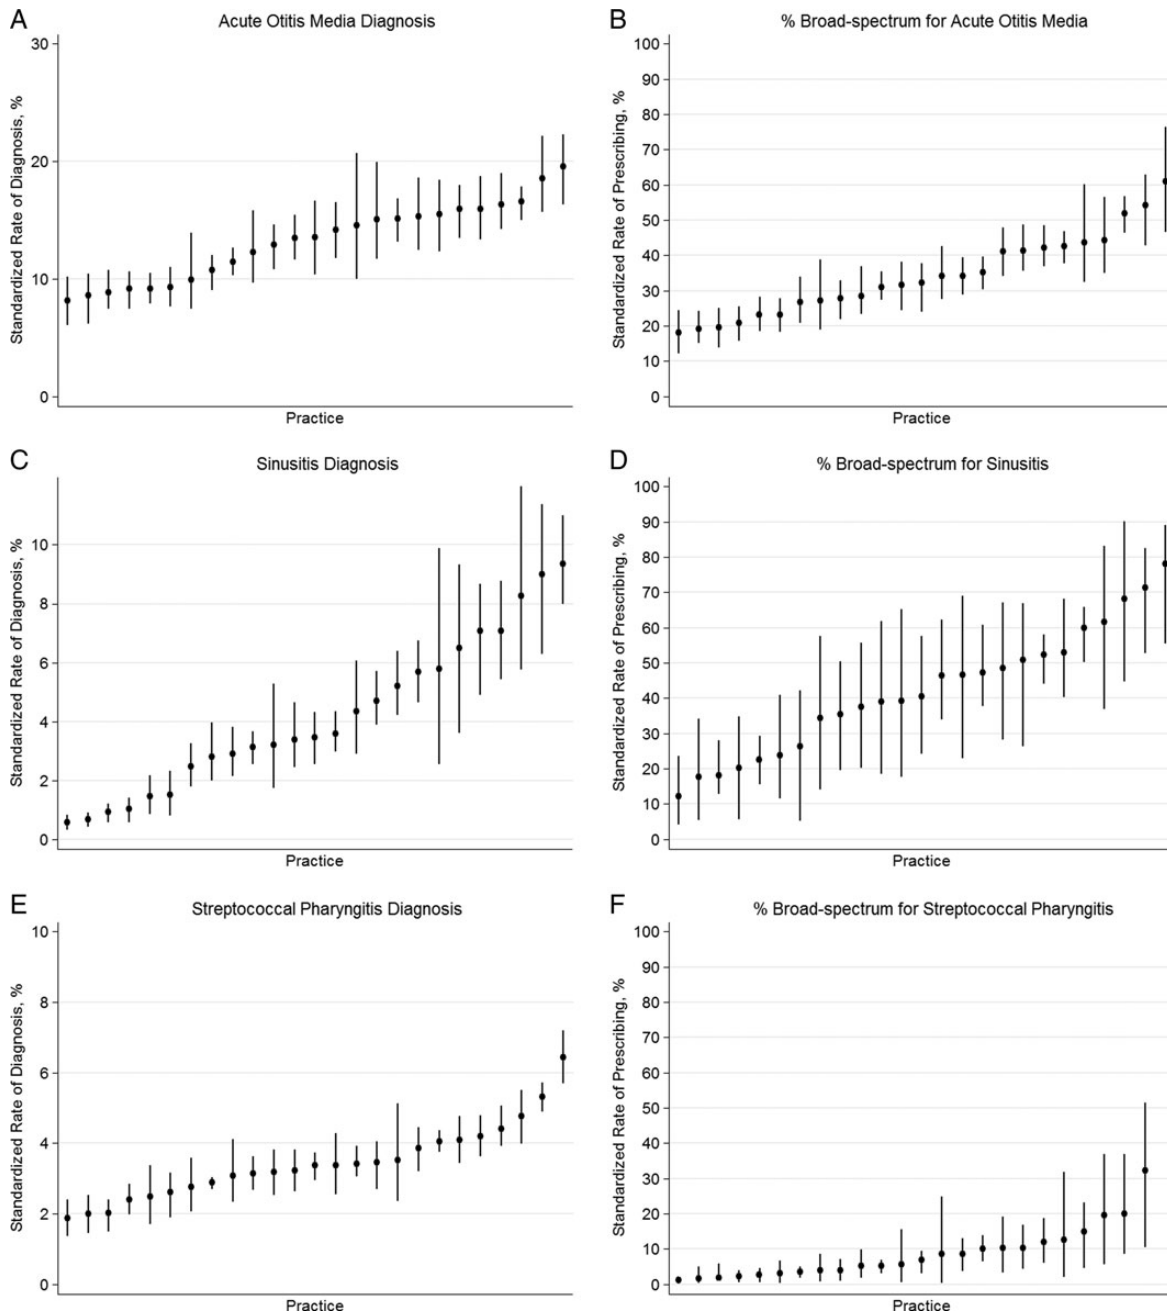 A
Acute Otitis Media Diagnosis
Standardized Rate of Diagnosis, %
30
20
10
0
Practice
B
% Broad-spectrum for Acute Otitis Media
Standardized Rate of Prescribing, %
100
90
80
70
60
50
40
30
20
10
0
Practice
C
Sinusitis Diagnosis
Standardized Rate of Diagnosis, %
10
8
6
4
2
0
Practice
D
% Broad-spectrum for Sinusitis
Standardized Rate of Prescribing, %
100
90
80
70
60
50
40
30
20
10
0
Practice
E
Streptococcal Pharyngitis Diagnosis
Standardized Rate of Diagnosis, %
10
8
6
4
2
0
Practice
F
% Broad-spectrum for Streptococcal Pharyngitis
Standardized Rate of Prescribing, %
100
90
80
70
60
50
40
30
20
10
0
Practice